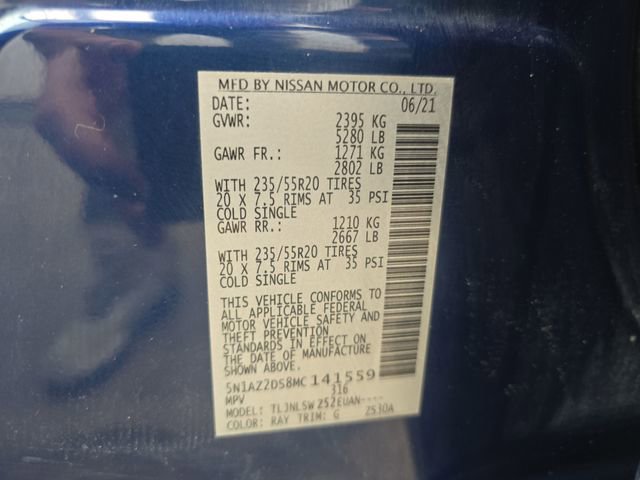 MFD BY NISSAN MOTOR CO., LTD.
DATE: 06/21
GVWR: 2395 KG
5280 LB
GAWR FR.: 1271 KG
2802 LB
WITH 235/55R20 TIRES
20 X 7.5 RIMS AT 35 PSI
COLD SINGLE
GAWR RR.: 1210 KG
2667 LB
WITH 235/55R20 TIRES
20 X 7.5 RIMS AT 35 PSI
COLD SINGLE
THIS VEHICLE CONFORMS TO
ALL APPLICABLE FEDERAL
MOTOR VEHICLE SAFETY AND
THEFT PREVENTION
STANDARDS IN EFFECT ON
THE DATE OF MANUFACTURE.
5N1AZ2DS8MC141559
MPV 316
MODEL: TLJNLSWZ52EUAN----
COLOR: RAY TRIM: G Z530A